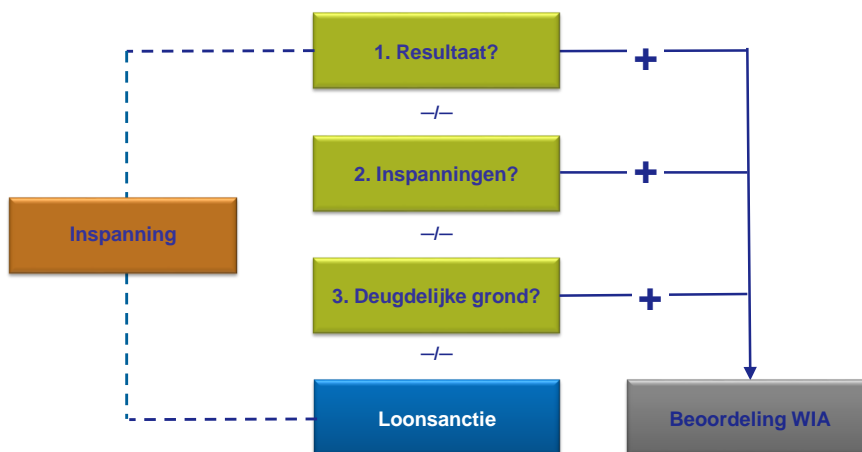 1. Resultaat?
+
—/—
2. Inspanningen?
+
Inspanning
—/—
3. Deugdelijke grond?
+
—/—
Loonsanctie
Beoordeling WIA